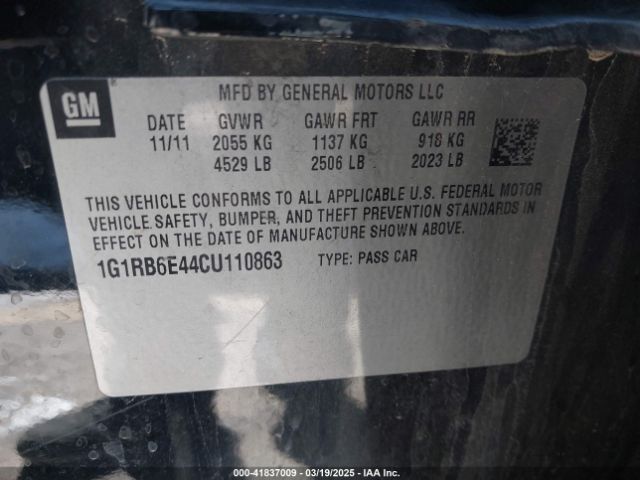 GM
MFD BY GENERAL MOTORS LLC
DATE GVWR GAWR FRT GAWR RR
11/11 2055 KG 1137 KG 918 KG
4529 LB 2506 LB 2023 LB
THIS VEHICLE CONFORMS TO ALL APPLICABLE U.S. FEDERAL MOTOR
VEHICLE SAFETY, BUMPER, AND THEFT PREVENTION STANDARDS IN
EFFECT ON THE DATE OF MANUFACTURE SHOWN ABOVE.
1G1RB6E44CU110863 TYPE: PASS CAR
000-41837009 - 03/19/2025 - IAA Inc.